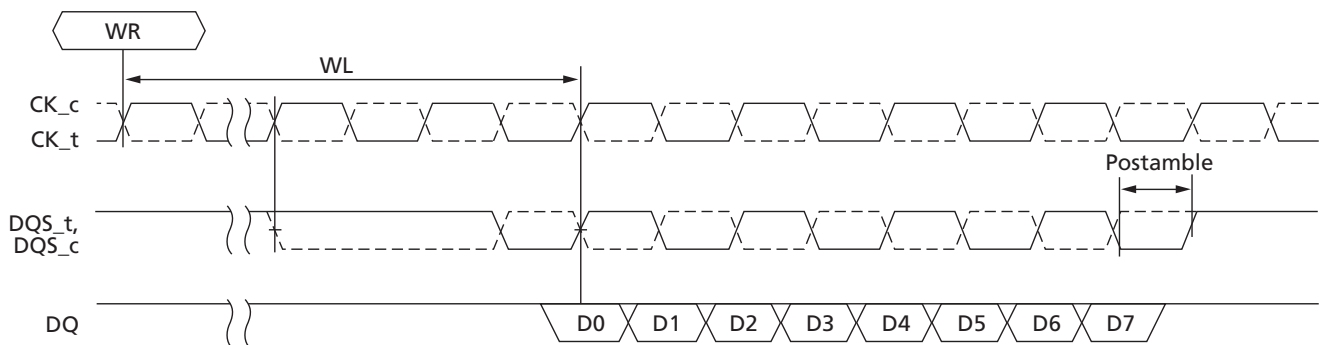 WR
WL
CK_c
CK_t
Postamble
DQS_t,
DQS_c
DQ
D0 D1 D2 D3 D4 D5 D6 D7